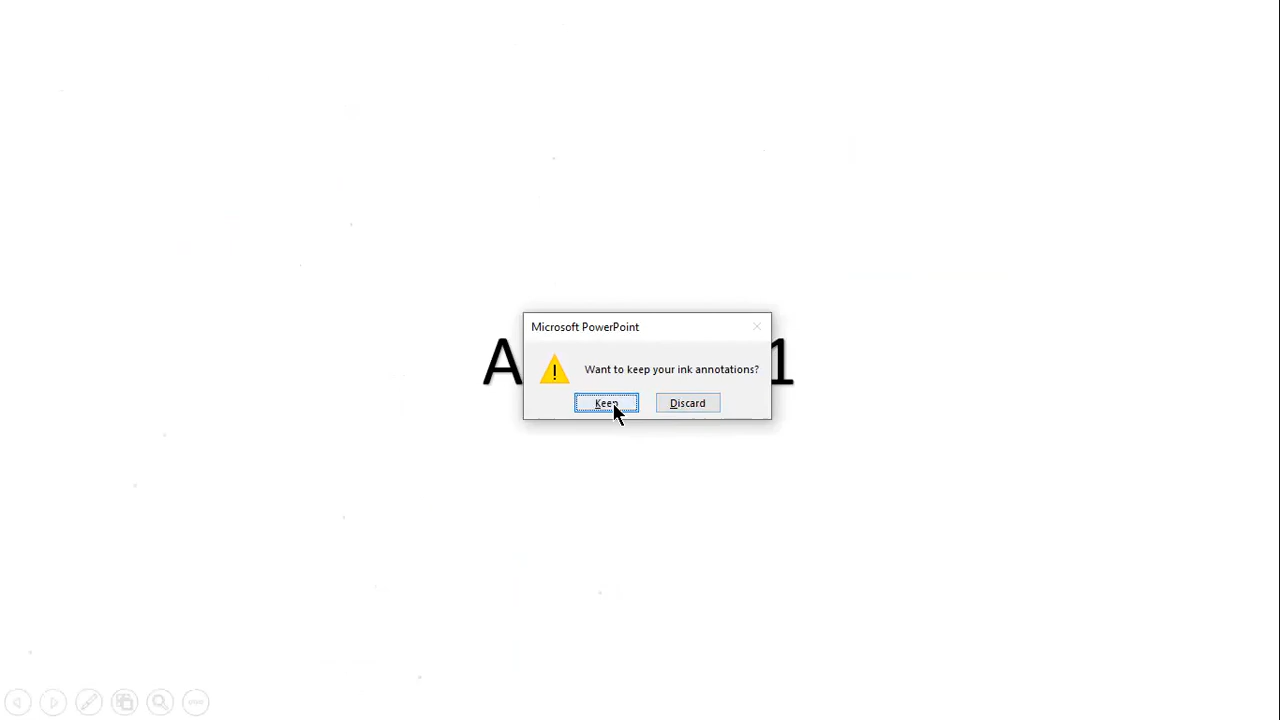 Microsoft PowerPoint
Want to keep your ink annotations?
Keep
Discard
A
1